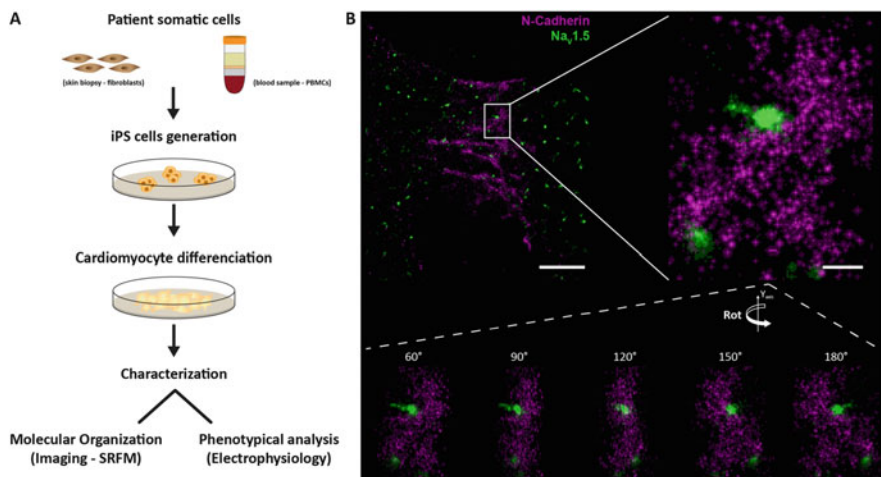 A
Patient somatic cells
(skin biopsy - fibroblasts)
(blood sample - PBMCs)
iPS cells generation
Cardiomyocyte differenciation
Characterization
Molecular Organization
(Imaging - SRFM)
Phenotypical analysis
(Electrophysiology)
B
N-Cadherin
Nav1.5
Rot
60°
90°
120°
150°
180°